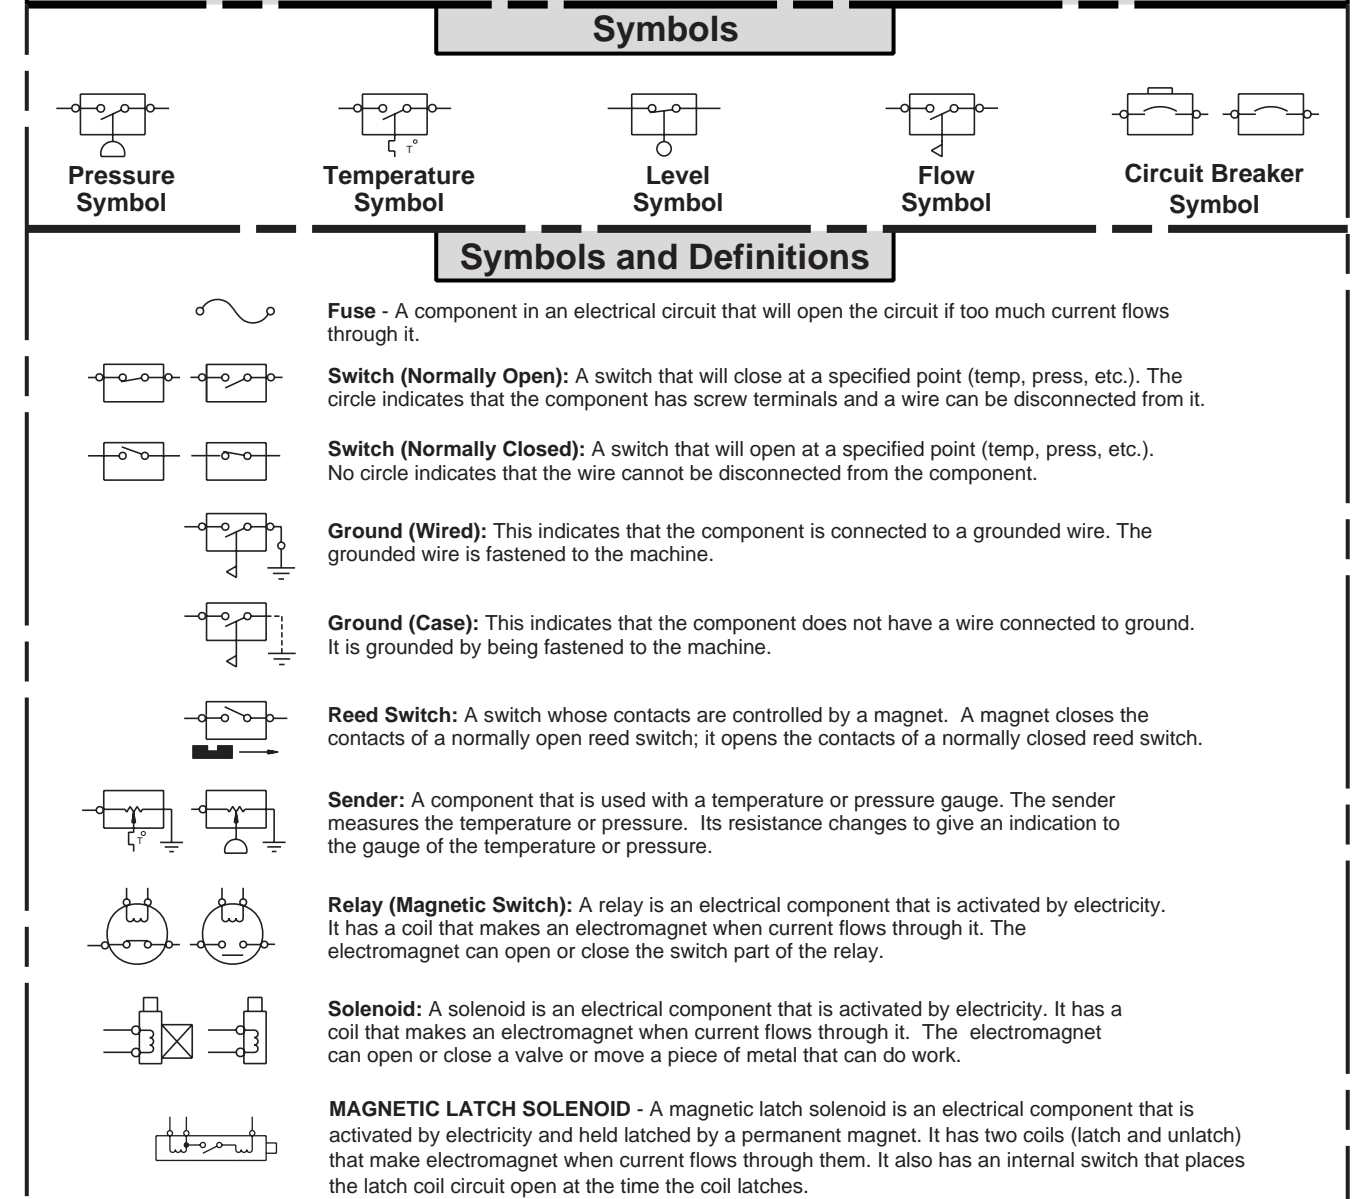 Symbols
T°
Pressure
Symbol
Temperature
Symbol
Level
Symbol
Flow
Symbol
Circuit Breaker
Symbol
Symbols and Definitions
Fuse - A component in an electrical circuit that will open the circuit if too much current flows
through it.
Switch (Normally Open): A switch that will close at a specified point (temp, press, etc.). The
circle indicates that the component has screw terminals and a wire can be disconnected from it.
Switch (Normally Closed): A switch that will open at a specified point (temp, press, etc.).
No circle indicates that the wire cannot be disconnected from the component.
Ground (Wired): This indicates that the component is connected to a grounded wire. The
grounded wire is fastened to the machine.
Ground (Case): This indicates that the component does not have a wire connected to ground.
It is grounded by being fastened to the machine.
Reed Switch: A switch whose contacts are controlled by a magnet. A magnet closes the
contacts of a normally open reed switch; it opens the contacts of a normally closed reed switch.
Sender: A component that is used with a temperature or pressure gauge. The sender
measures the temperature or pressure. Its resistance changes to give an indication to
the gauge of the temperature or pressure.
T°
Relay (Magnetic Switch): A relay is an electrical component that is activated by electricity.
It has a coil that makes an electromagnet when current flows through it. The
electromagnet can open or close the switch part of the relay.
Solenoid: A solenoid is an electrical component that is activated by electricity. It has a
coil that makes an electromagnet when current flows through it. The electromagnet
can open or close a valve or move a piece of metal that can do work.
MAGNETIC LATCH SOLENOID - A magnetic latch solenoid is an electrical component that is
activated by electricity and held latched by a permanent magnet. It has two coils (latch and unlatch)
that make electromagnet when current flows through them. It also has an internal switch that places
the latch coil circuit open at the time the coil latches.